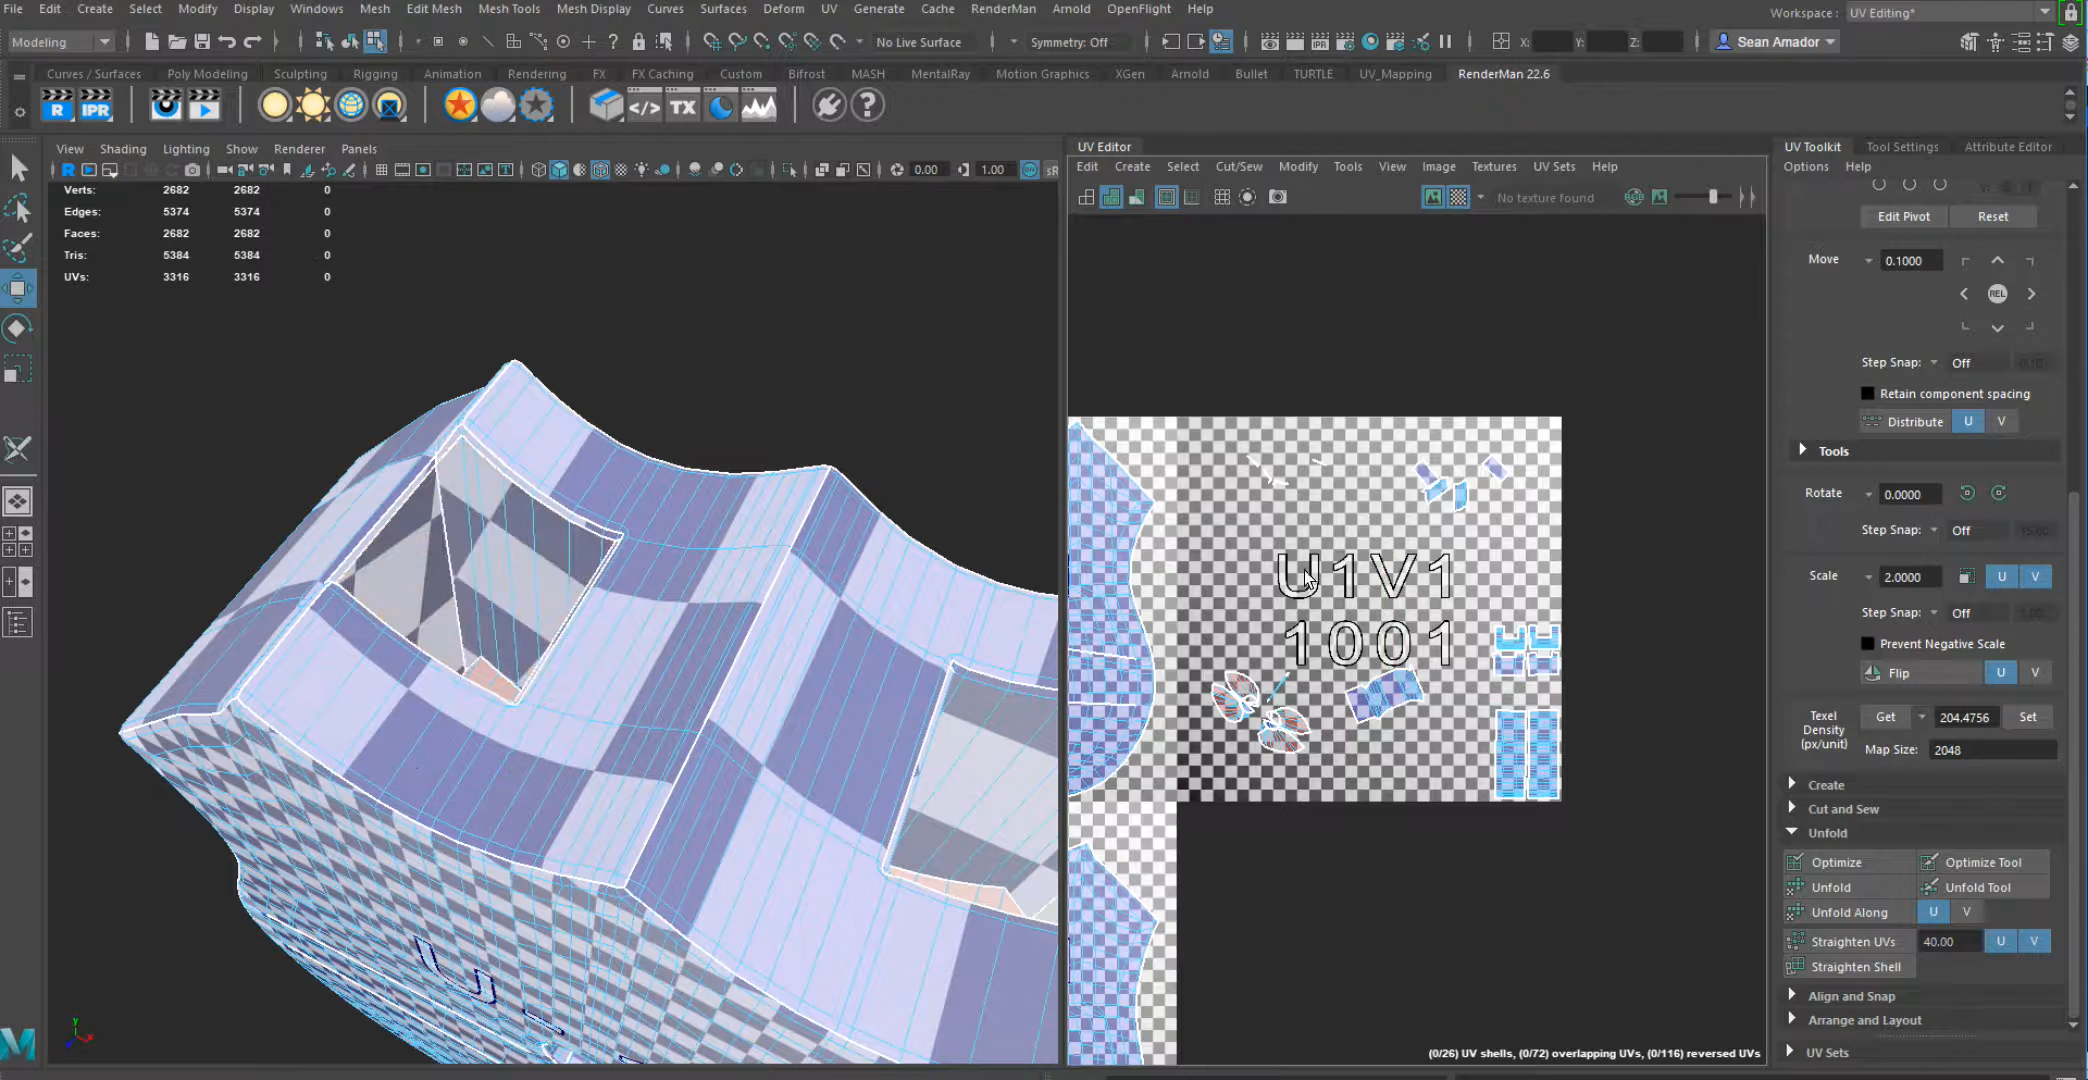 File Edit Create Select Modify Display Windows Mesh Edit Mesh Mesh Tools Mesh Display Curves Surfaces Deform UV Generate Cache RenderMan Arnold OpenFlight Help
Workspace : UV Editing*
Modeling
No Live Surface
Symmetry: Off
IPR
X:
Y:
Z:
Sean Amador
Curves / Surfaces Poly Modeling Sculpting Rigging Animation Rendering FX FX Caching Custom Bifrost MASH MentalRay Motion Graphics XGen Arnold Bullet TURTLE UV_Mapping RenderMan 22.6
R IPR </> TX ?
View Shading Lighting Show Renderer Panels
0.00 1.00
Verts: 2682 2682 0
Edges: 5374 5374 0
Faces: 2682 2682 0
Tris: 5384 5384 0
UVs: 3316 3316 0
UV Editor
Edit Create Select Cut/Sew Modify Tools View Image Textures UV Sets Help
No texture found
U1V1
1001
(0/26) UV shells, (0/72) overlapping UVs, (0/116) reversed UVs
UV Toolkit Tool Settings Attribute Editor
Options Help
Edit Pivot Reset
Move 0.1000
REL
Step Snap: Off
Retain component spacing
Distribute U V
Tools
Rotate 0.0000
Step Snap: Off
Scale 2.0000 U V
Step Snap: Off
Prevent Negative Scale
Flip U V
Texel Density (px/unit) Get 204.4756 Set
Map Size: 2048
Create
Cut and Sew
Unfold
Optimize Optimize Tool
Unfold Unfold Tool
Unfold Along U V
Straighten UVs 40.00 U V
Straighten Shell
Align and Snap
Arrange and Layout
UV Sets